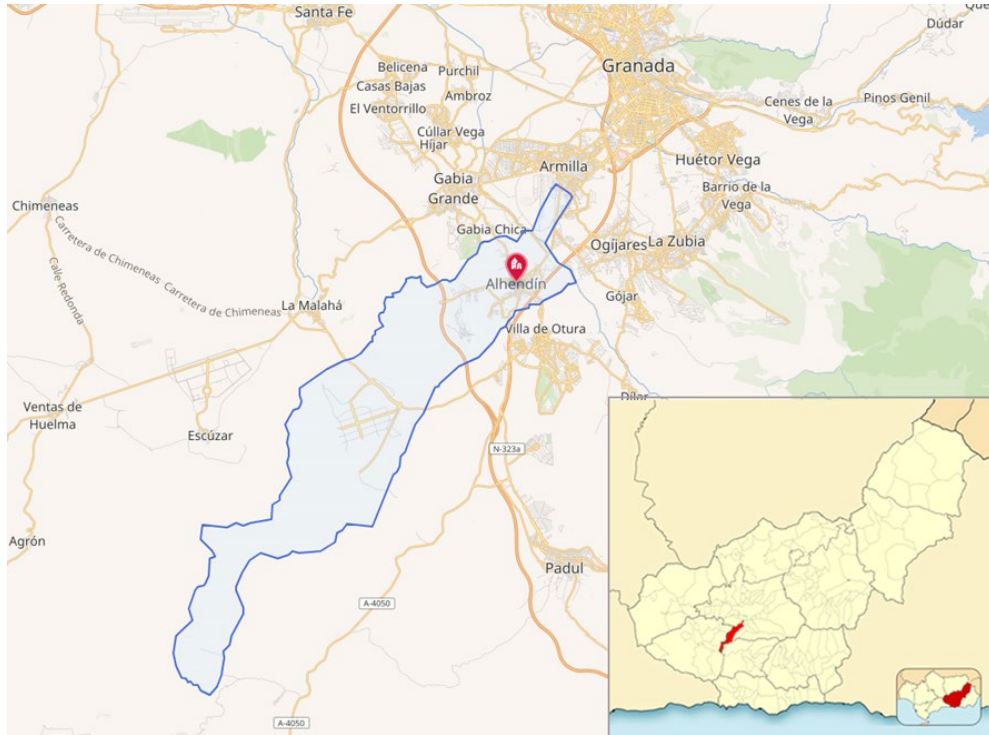 Santa Fe
Dúdar
Que
Belicena
Purchil
Granada
Casas Bajas
Ambroz
Cenes de la
Vega
Pinos Genil
El Ventorrillo
Cúllar Vega
Híjar
Armilla
Huétor Vega
Gabia
Grande
Barrio de la
Vega
Chimeneas
Gabia Chica
Ogíjares
La Zubia
Carretera de Chimeneas
Carretera de Chimeneas
Calle Redonda
Alhendín
Gójar
La Malahá
Villa de Otura
Dílar
Ventas de
Huelma
Escúzar
N-323a
Agrón
Padul
A-4050
A-4050